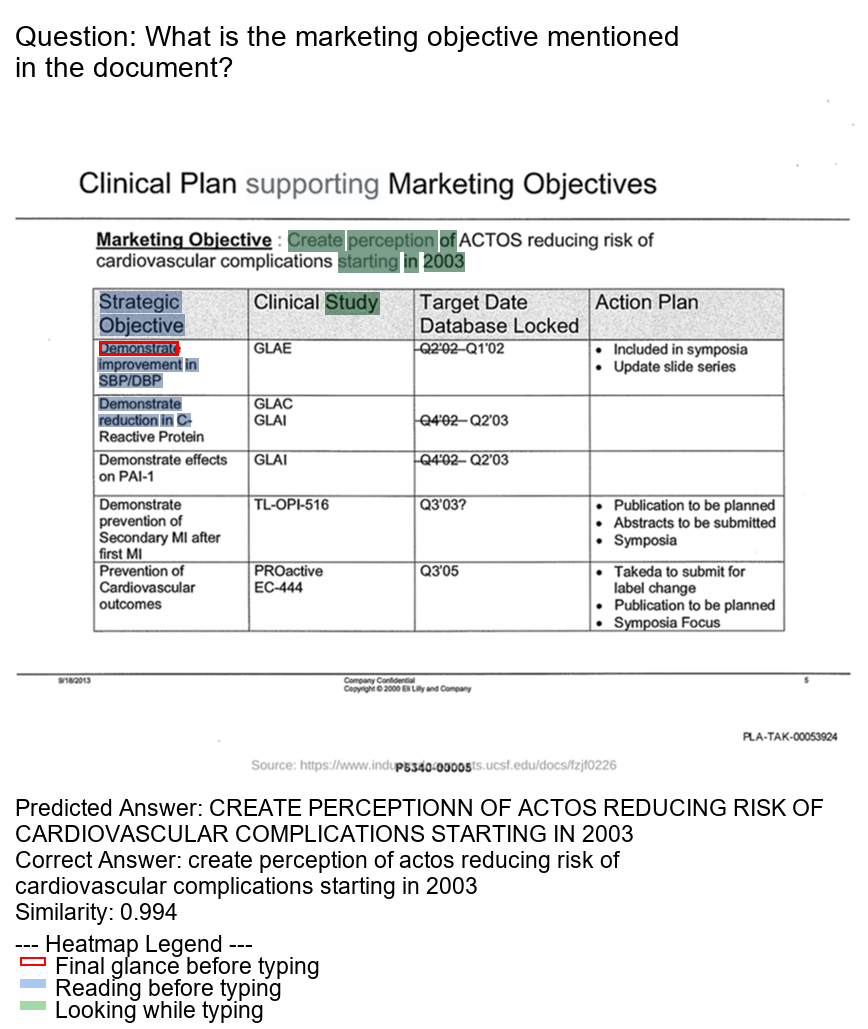 Question: What is the marketing objective mentioned
in the document?
Clinical Plan supporting Marketing Objectives
Marketing Objective : Create perception of ACTOS reducing risk of
cardiovascular complications starting in 2003
Strategic Objective | Clinical Study | Target Date Database Locked | Action Plan
Demonstrate improvement in SBP/DBP | GLAE | Q2'02 Q1'02 | • Included in symposia • Update slide series
Demonstrate reduction in C-Reactive Protein | GLAC GLAI | Q4'02 Q2'03
Demonstrate effects on PAI-1 | GLAI | Q4'02 Q2'03
Demonstrate prevention of Secondary MI after first MI | TL-OPI-516 | Q3'03? | • Publication to be planned • Abstracts to be submitted • Symposia
Prevention of Cardiovascular outcomes | PROactive EC-444 | Q3'05 | • Takeda to submit for label change • Publication to be planned • Symposia Focus
9/18/2013
Company Confidential
Copyright © 2000 Eli Lilly and Company
5
PLA-TAK-00053924
Source: https://www.industrydocuments.ucsf.edu/docs/fzjf0226
P5340-00005
Predicted Answer: CREATE PERCEPTIONN OF ACTOS REDUCING RISK OF
CARDIOVASCULAR COMPLICATIONS STARTING IN 2003
Correct Answer: create perception of actos reducing risk of
cardiovascular complications starting in 2003
Similarity: 0.994
--- Heatmap Legend ---
Final glance before typing
Reading before typing
Looking while typing